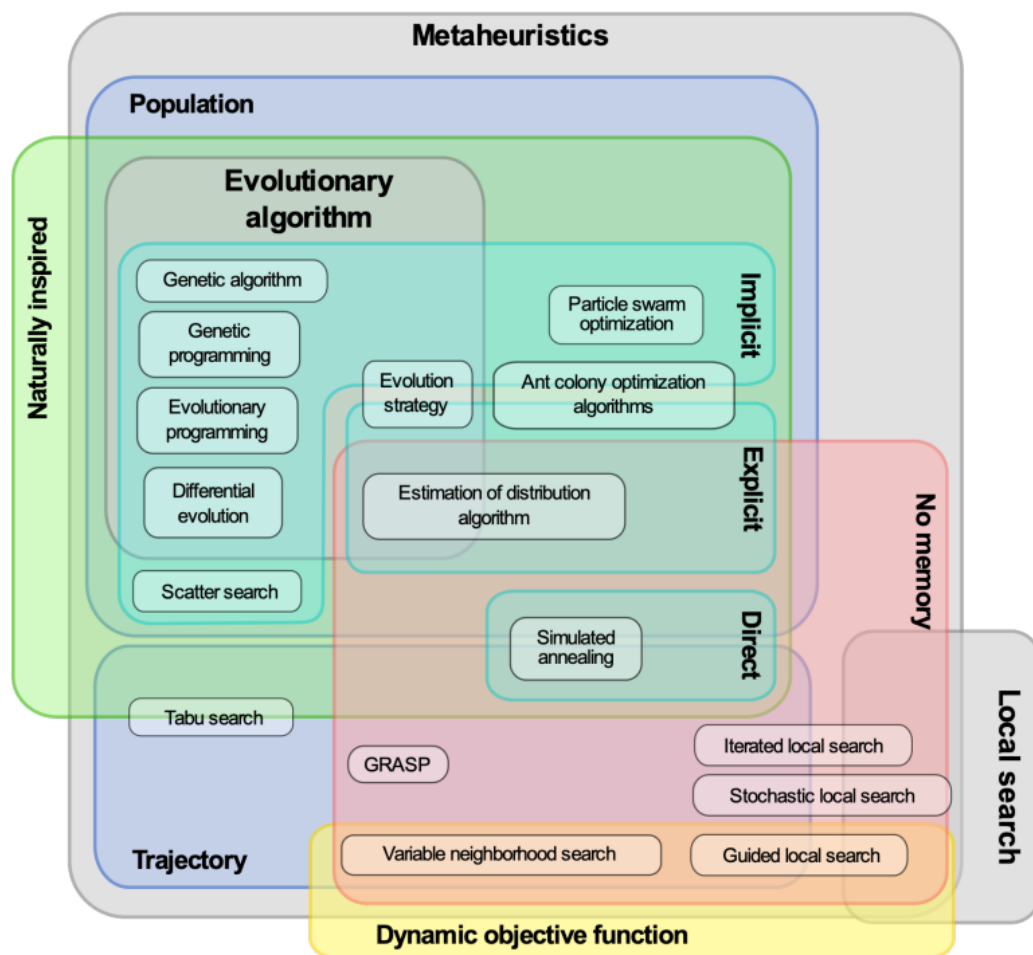 Metaheuristics
Population
Naturally inspired
Evolutionary
algorithm
Implicit
Genetic algorithm
Particle swarm
optimization
Genetic
programming
Evolution
strategy
Ant colony optimization
algorithms
Evolutionary
programming
Explicit
Differential
evolution
Estimation of distribution
algorithm
No memory
Scatter search
Direct
Simulated
annealing
Local search
Tabu search
Iterated local search
GRASP
Stochastic local search
Trajectory
Variable neighborhood search
Guided local search
Dynamic objective function